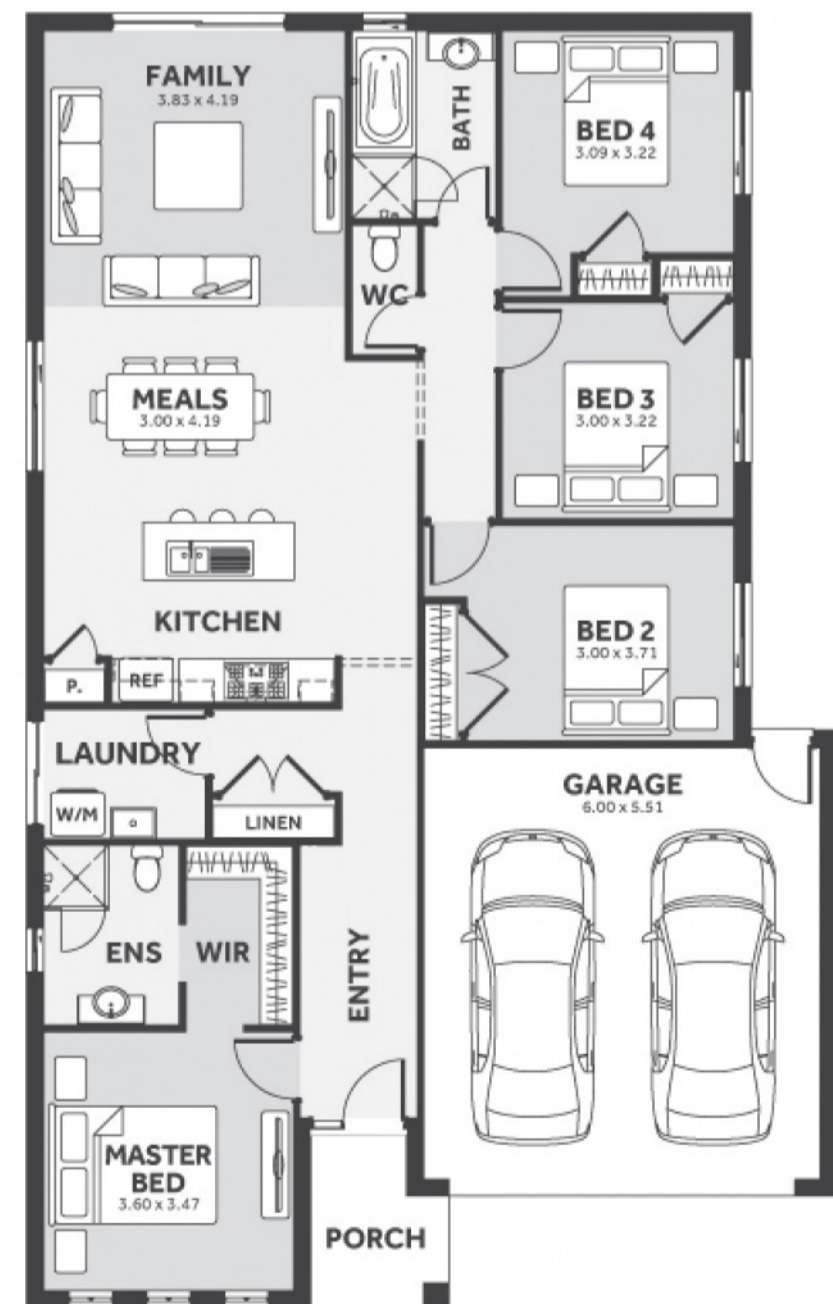 FAMILY
3.83 x 4.19
BATH
BED 4
3.09 x 3.22
WC
MEALS
3.00 x 4.19
BED 3
3.00 x 3.22
KITCHEN
P.
REF
BED 2
3.00 x 3.71
LAUNDRY
W/M
LINEN
GARAGE
6.00 x 5.51
ENS
WIR
ENTRY
MASTER
BED
3.60 x 3.47
PORCH